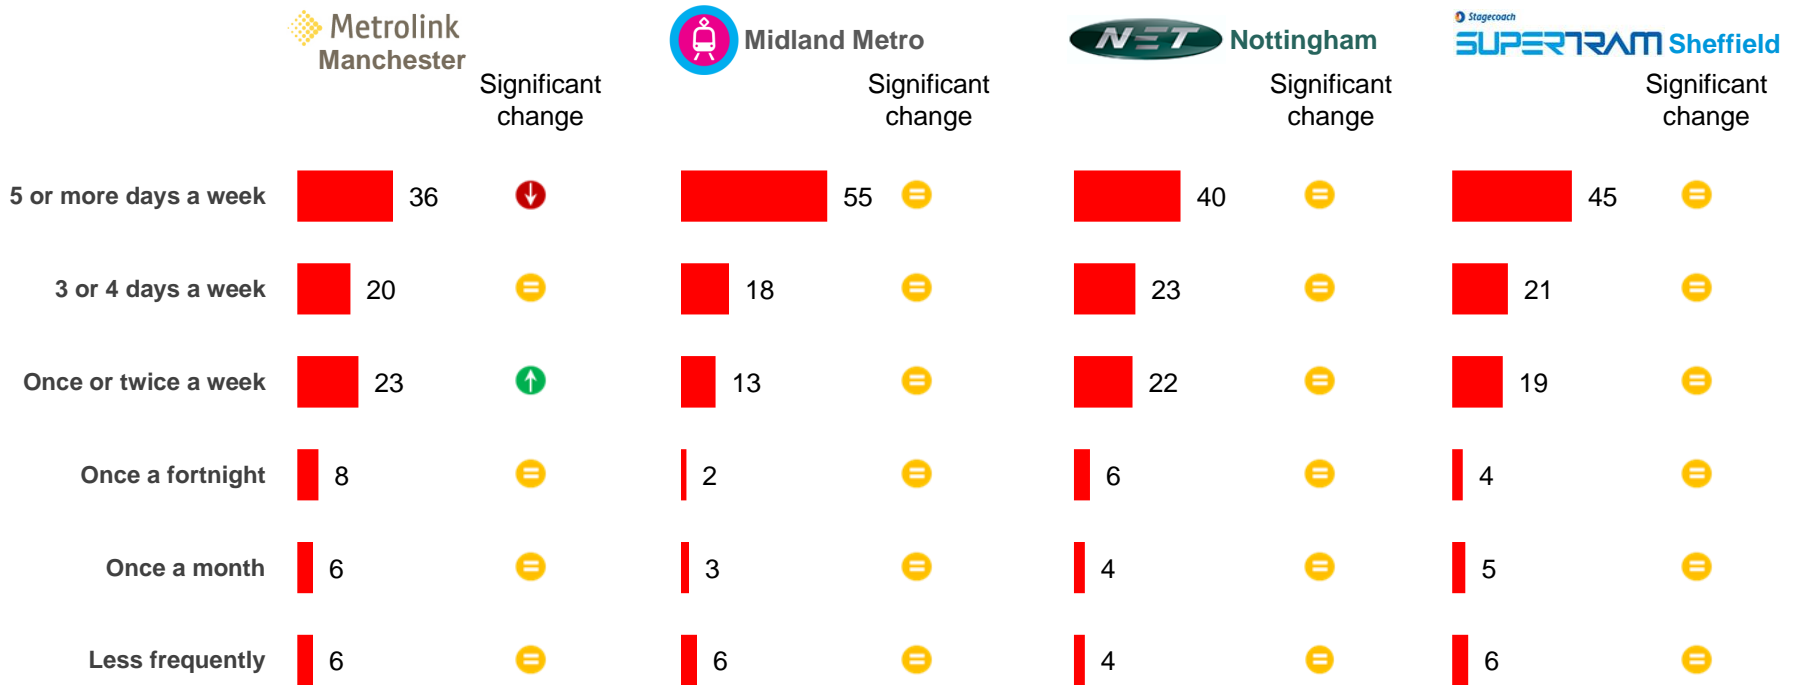 Metrolink
Manchester
Midland Metro
NET Nottingham
Stagecoach
SUPERTRAM Sheffield
Significant
change
Significant
change
Significant
change
Significant
change
5 or more days a week 36 55 40 45
3 or 4 days a week 20 18 23 21
Once or twice a week 23 13 22 19
Once a fortnight 8 2 6 4
Once a month 6 3 4 5
Less frequently 6 6 4 6